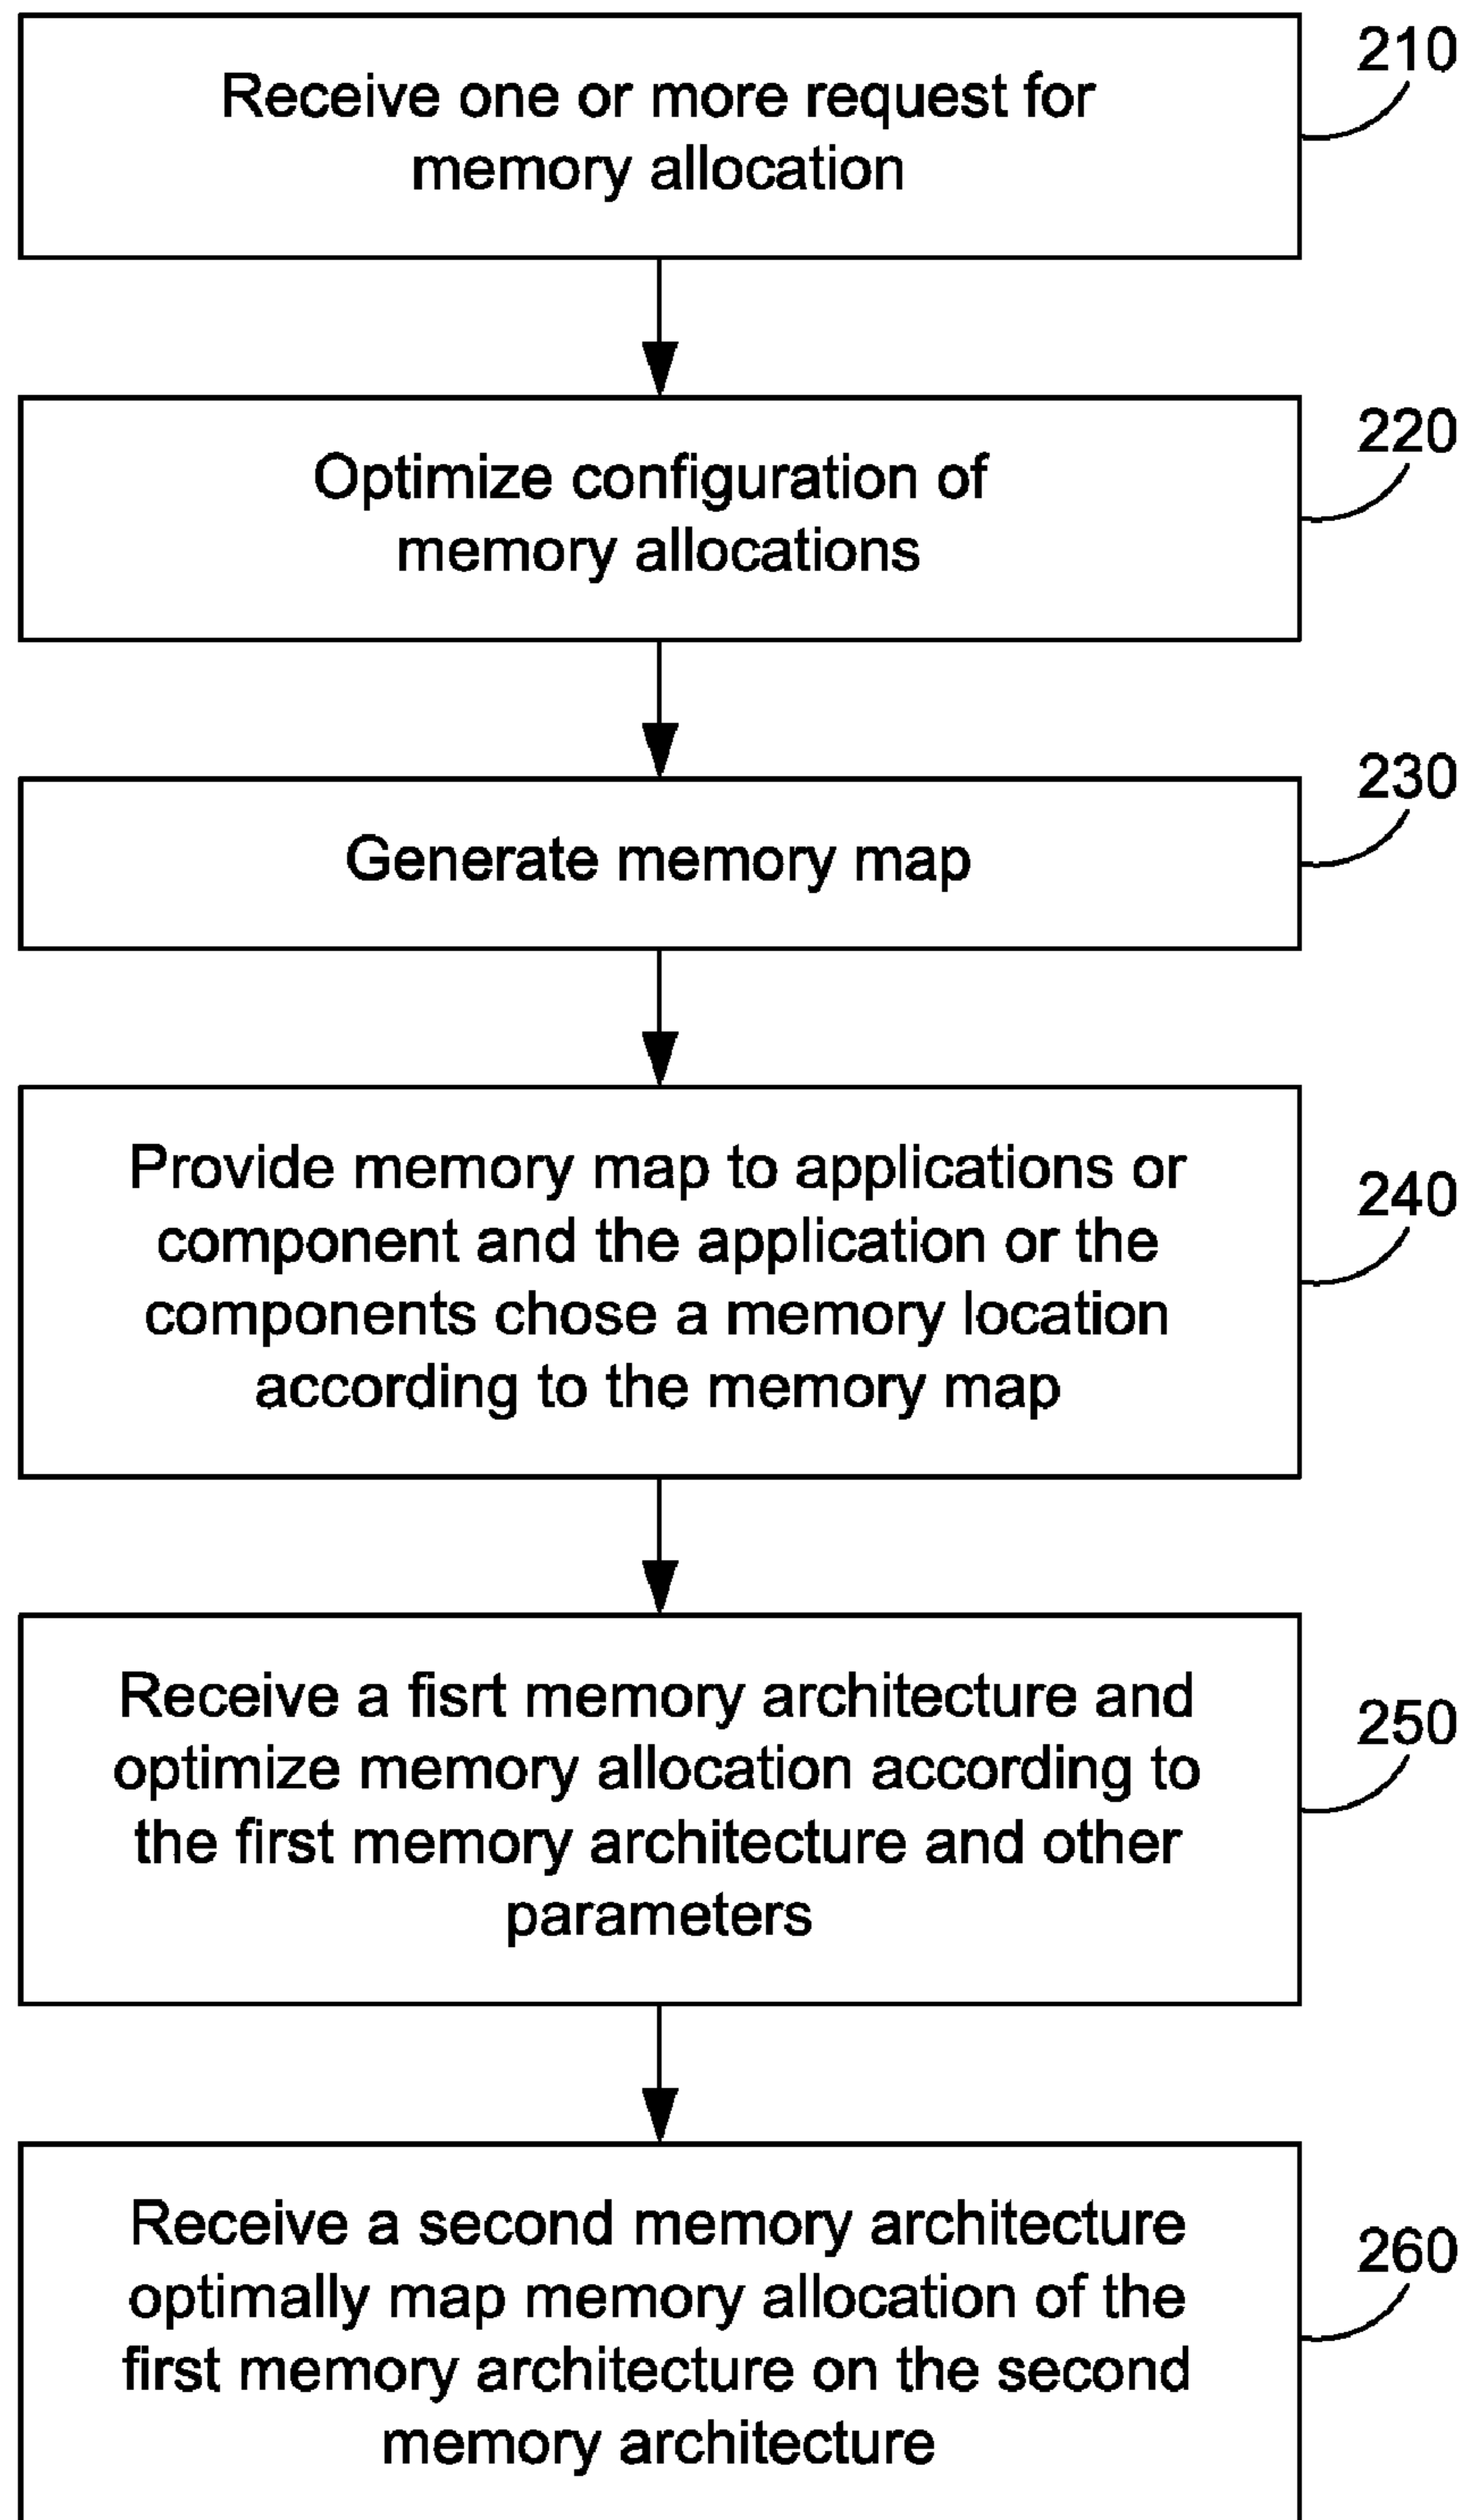 210
Receive one or more request for
memory allocation
220
Optimize configuration of
memory allocations
230
Generate memory map
Provide memory map to applications or
240
component and the application or the
components chose a memory location
according to the memory map
Receive a fisrt memory architecture and
250
optimize memory allocation according to
the first memory architecture and other
parameters
Receive a second memory architecture
260
optimally map memory allocation of the
first memory architecture on the second
memory architecture